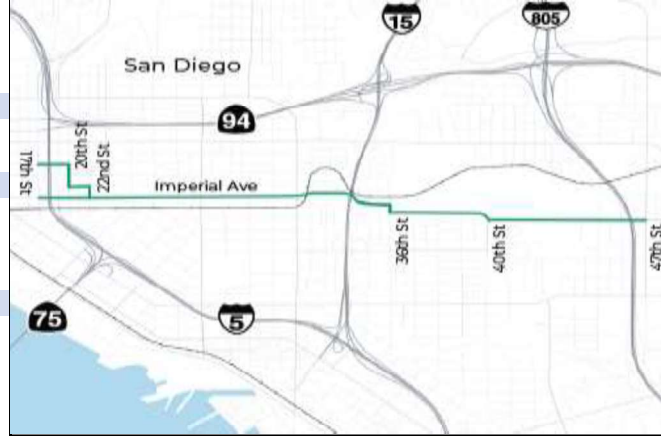 15
805
San Diego
94
17th St
20th St
22nd St
Imperial Ave
36th St
40th St
47th St
75
5